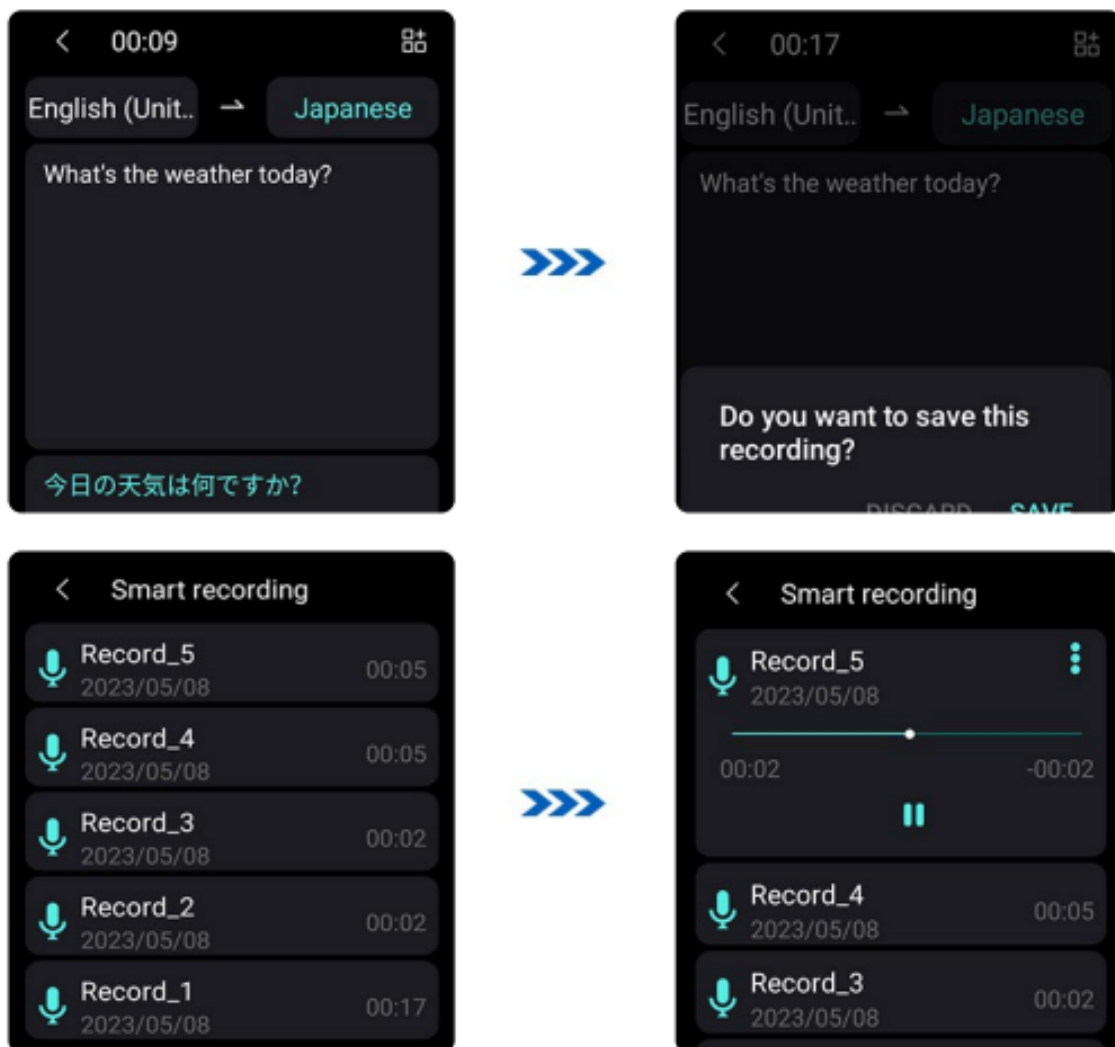 00:09
English (Unit.. → Japanese
What's the weather today?
今日の天気は何ですか?
00:17
English (Unit.. → Japanese
What's the weather today?
Do you want to save this
recording?
DISCARD SAVE
Smart recording
Record_5
2023/05/08 00:05
Record_4
2023/05/08 00:05
Record_3
2023/05/08 00:02
Record_2
2023/05/08 00:02
Record_1
2023/05/08 00:17
Smart recording
Record_5
2023/05/08
00:02 -00:02
Record_4
2023/05/08 00:05
Record_3
2023/05/08 00:02